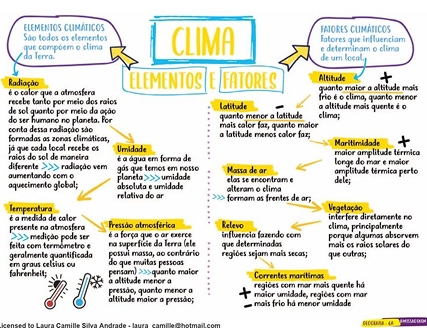 ELEMENTOS CLIMÁTICOS
São todos os elementos
que compõem o clima
da Terra.
CLIMA
ELEMENTOS E FATORES
FATORES CLIMÁTICOS
Fatores que influenciam
e determinam o clima
de um local.
Radiação
é o calor que a atmosfera
recebe tanto por meio dos raios
de sol quanto por meio da ação
do ser humano no planeta. Por
conta dessa radiação são
formadas as zonas climáticas,
já que cada local recebe os
raios do sol de maneira
diferente >>> radiação vem
aumentando com o
aquecimento global;
Umidade
é a água em forma de
gás que temos em nosso
planeta >>> umidade
absoluta e umidade
relativa do ar
Temperatura
é a medida de calor
presente na atmosfera
>>> medição pode ser
feita com termômetro e
geralmente quantificada
em graus celsius ou
fahrenheit;
Pressão atmosférica
é a força que o ar exerce
na superfície da Terra (ele
possui massa, ao contrário
do que muitas pessoas
pensam) >>> quanto maior
a altitude menor a
pressão, quanto menor a
altitude maior a pressão;
Altitude +
quanto maior a altitude mais
frio é o clima, quanto menor
a altitude mais quente é o
clima;
Latitude -
quanto menor a latitude
mais calor faz, quanto maior
a latitude menos calor faz;
Maritimidade +
maior amplitude térmica
longe do mar e maior
amplitude térmica perto
dele;
Massa de ar
elas se encontram e
alteram o clima
>>> formam as frentes de ar;
Vegetação
interfere diretamente no
clima, principalmente
porque algumas absorvem
mais os raios solares do
que outras;
Relevo
influencia fazendo com
que determinadas
regiões sejam mais secas;
Correntes marítimas
regiões com mar mais quente há
+ maior umidade, regiões com mar
- mais frio há menor umidade
Licensed to Laura Camille Silva Andrade - laura_camille@hotmail.com